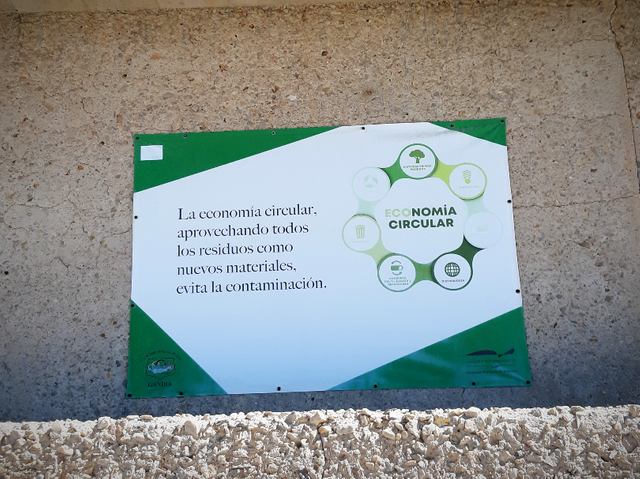 La economía circular,
aprovechando todos
los residuos como
nuevos materiales,
evita la contaminación.
ECONOMÍA
CIRCULAR